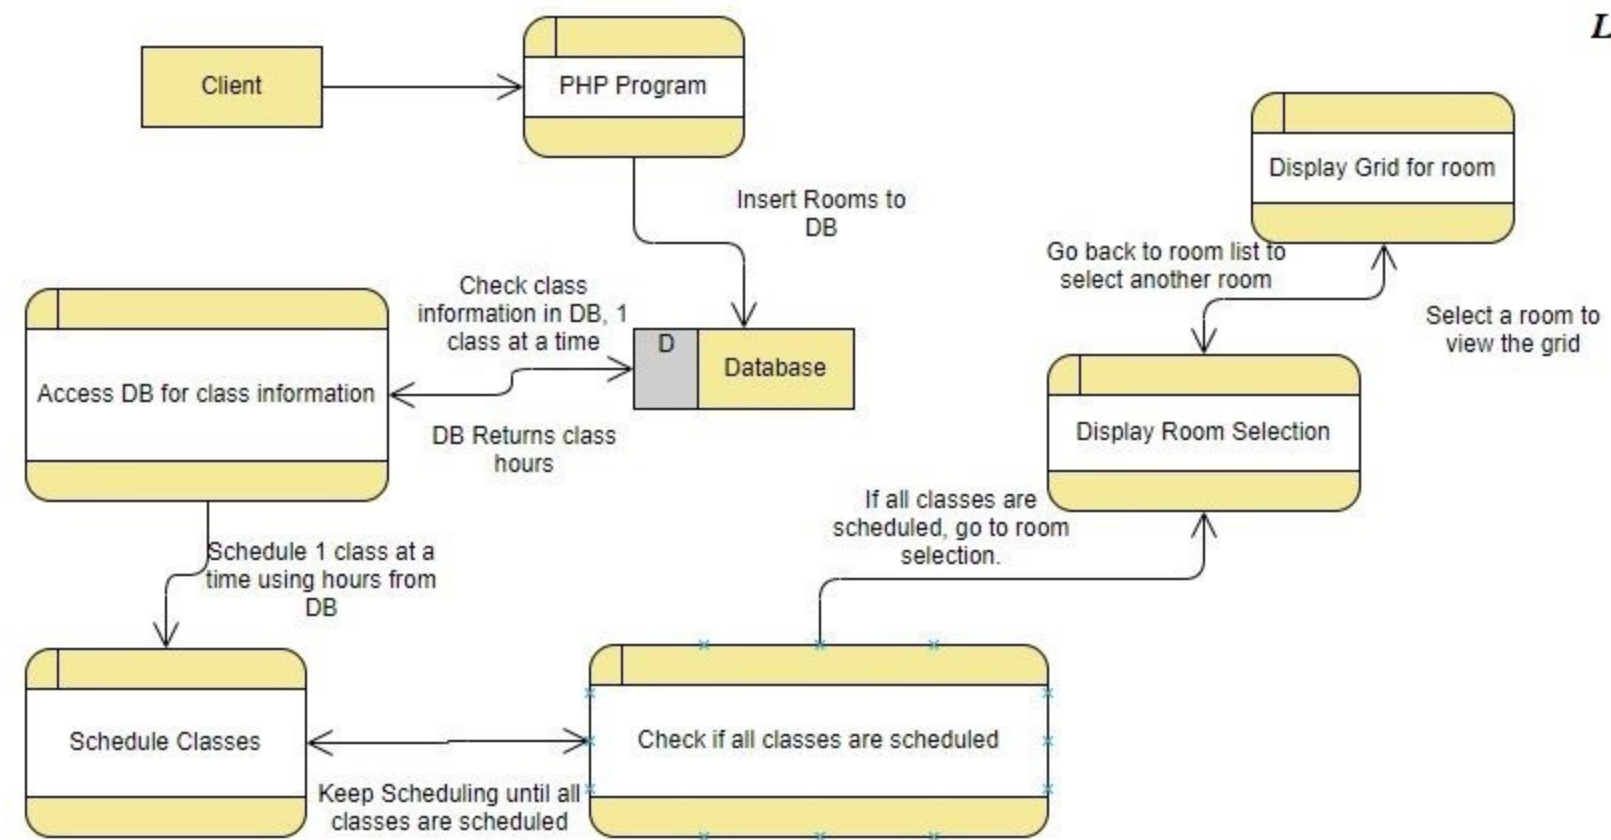 L
Client
PHP Program
Insert Rooms to
DB
Display Grid for room
Go back to room list to
select another room
Select a room to
view the grid
Check class
information in DB, 1
class at a time
D
Database
Access DB for class information
DB Returns class
hours
Display Room Selection
If all classes are
scheduled, go to room
selection.
Schedule 1 class at a
time using hours from
DB
Schedule Classes
Keep Scheduling until all
classes are scheduled
Check if all classes are scheduled